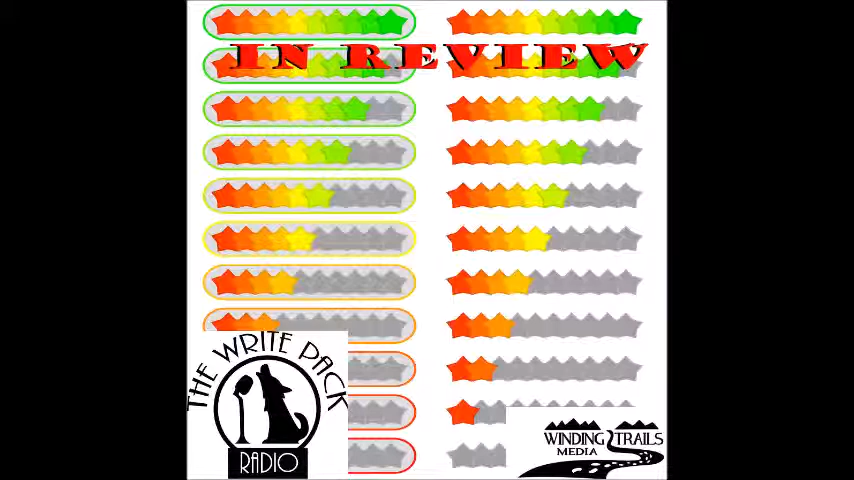 IN REVIEW
THE WRITE PACK
RADIO
WINDING TRAILS
MEDIA